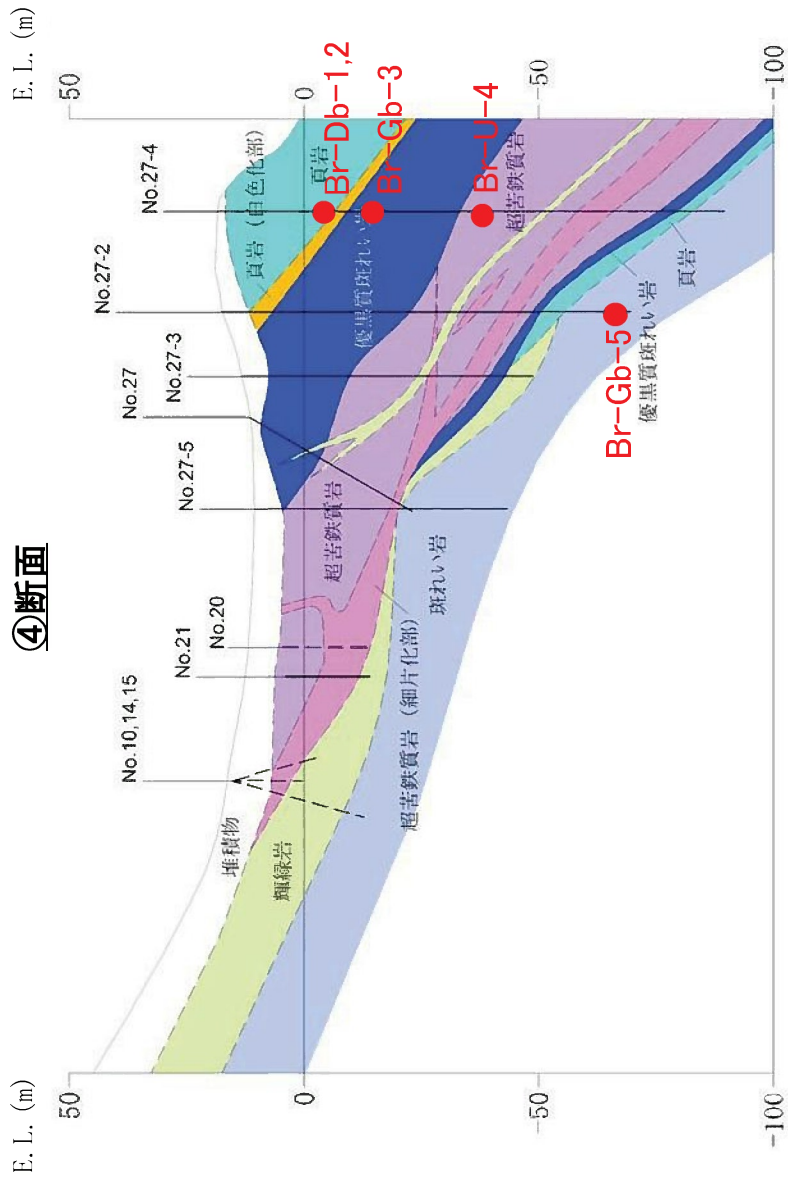 ④断面
E.L. (m)
50
0
-50
-100
E.L. (m)
50
0
-50
-100
No.10,14,15
No.21
No.20
No.27-5
No.27
No.27-3
No.27-2
No.27-4
堆積物
輝緑岩
超苦鉄質岩
超苦鉄質岩（細片化部）
斑れい岩
優黒質斑れい岩
頁岩（白色化部）
頁岩
超苦鉄質岩
優黒質斑れい岩
頁岩
Br-Db-1,2
Br-Gb-3
Br-U-4
Br-Gb-5